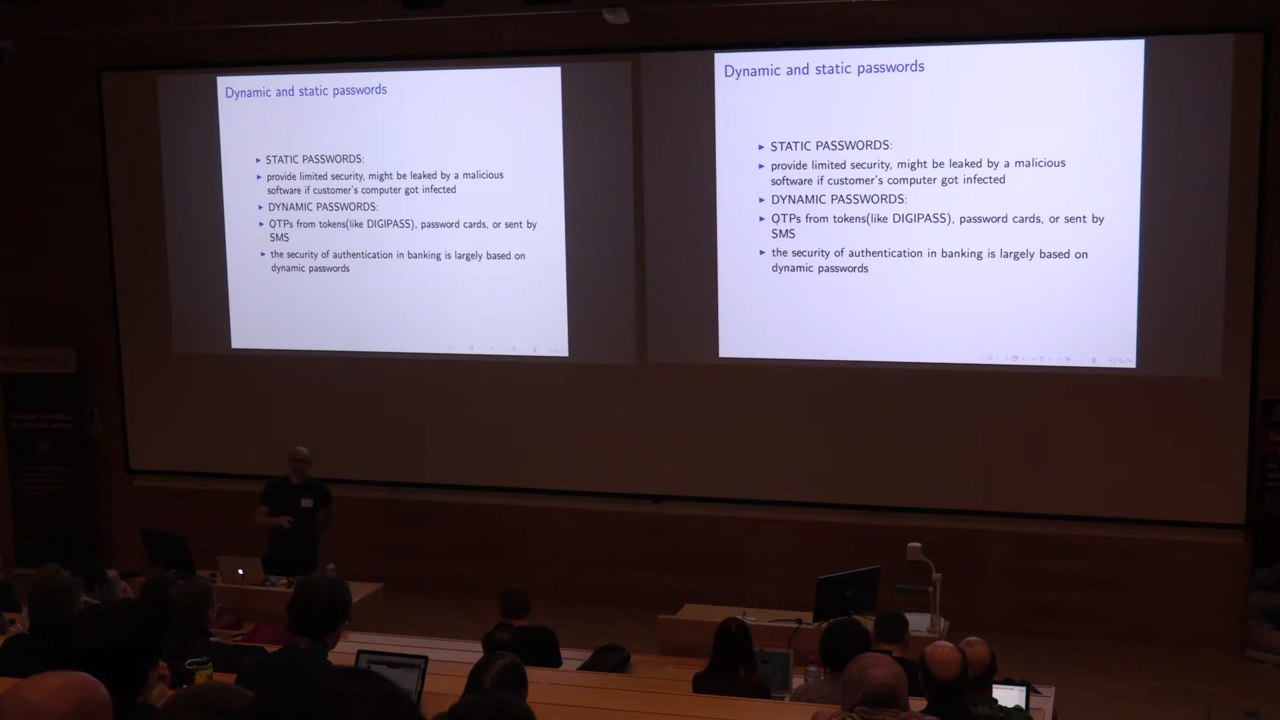 Dynamic and static passwords
► STATIC PASSWORDS:
► provide limited security, might be leaked by a malicious
software if customer's computer got infected
► DYNAMIC PASSWORDS:
► OTPs from tokens(like DIGIPASS), password cards, or sent by
SMS
► the security of authentication in banking is largely based on
dynamic passwords
Dynamic and static passwords
► STATIC PASSWORDS:
► provide limited security, might be leaked by a malicious
software if customer's computer got infected
► DYNAMIC PASSWORDS:
► OTPs from tokens(like DIGIPASS), password cards, or sent by
SMS
► the security of authentication in banking is largely based on
dynamic passwords